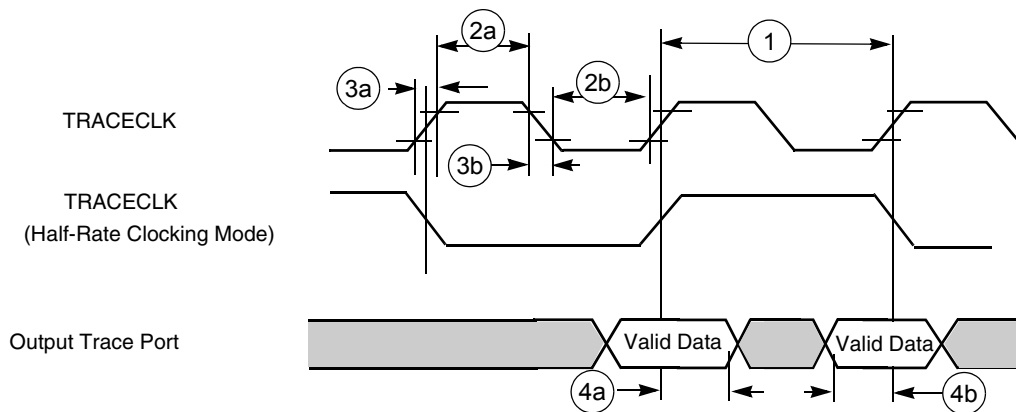 2a
1
3a
2b
TRACECLK
3b
TRACECLK
(Half-Rate Clocking Mode)
Output Trace Port
Valid Data
Valid Data
4a
4b